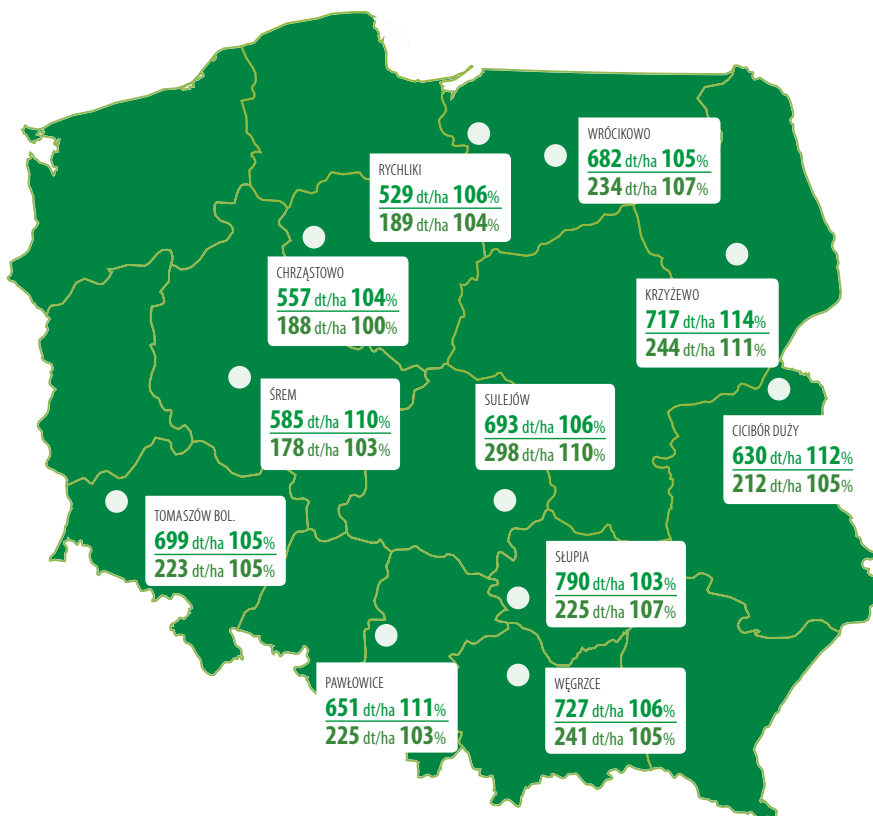 WRÓCIKOWO
682 dt/ha 105%
234 dt/ha 107%
RYCHLIKI
529 dt/ha 106%
189 dt/ha 104%
CHRZĄSTOWO
557 dt/ha 104%
188 dt/ha 100%
KRZYŻEWO
717 dt/ha 114%
244 dt/ha 111%
ŚREM
585 dt/ha 110%
178 dt/ha 103%
SULEJÓW
693 dt/ha 106%
298 dt/ha 110%
CICIBÓR DUŻY
630 dt/ha 112%
212 dt/ha 105%
TOMASZÓW BOL.
699 dt/ha 105%
223 dt/ha 105%
SŁUPIA
790 dt/ha 103%
225 dt/ha 107%
PAWŁOWICE
651 dt/ha 111%
225 dt/ha 103%
WĘGRZCE
727 dt/ha 106%
241 dt/ha 105%